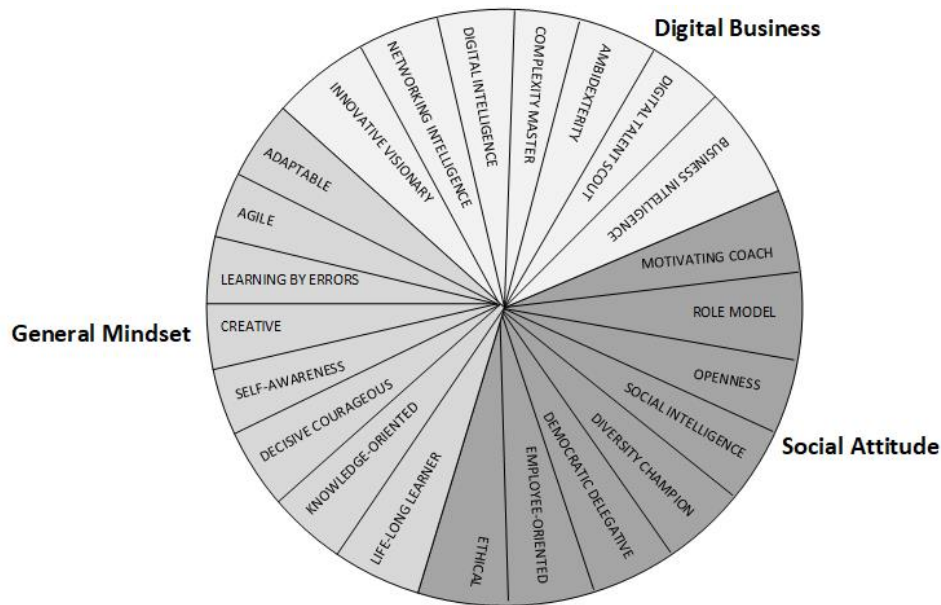 Digital Business
INNOVATIVE VISIONARY
NETWORKING INTELLIGENCE
DIGITAL INTELLIGENCE
COMPLEXITY MASTER
AMBIDEXTERITY
DIGITAL TALENT SCOUT
BUSINESS INTELLIGENCE
MOTIVATING COACH
ROLE MODEL
OPENNESS
SOCIAL INTELLIGENCE
DIVERSITY CHAMPION
DEMOCRATIC DELEGATIVE
EMPLOYEE-ORIENTED
ETHICAL
Social Attitude
General Mindset
ADAPTABLE
AGILE
LEARNING BY ERRORS
CREATIVE
SELF-AWARENESS
DECISIVE COURAGEOUS
KNOWLEDGE-ORIENTED
LIFE-LONG LEARNER